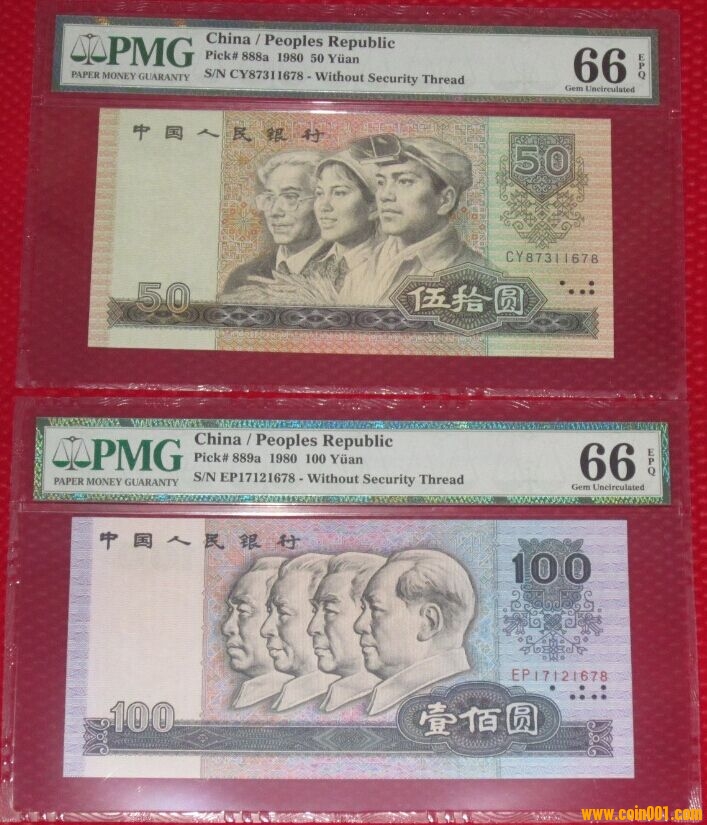 PMG
PAPER MONEY GUARANTY
China / Peoples Republic
Pick# 888a 1980 50 Yüan
S/N CY87311678 - Without Security Thread
66 EPQ
Gem Uncirculated
中国人民银行
50
CY87311678
50
伍拾圆
PMG
PAPER MONEY GUARANTY
China / Peoples Republic
Pick# 889a 1980 100 Yüan
S/N EP17121678 - Without Security Thread
66 EPQ
Gem Uncirculated
中国人民银行
100
EP17121678
100
壹佰圆
www.coin001.com